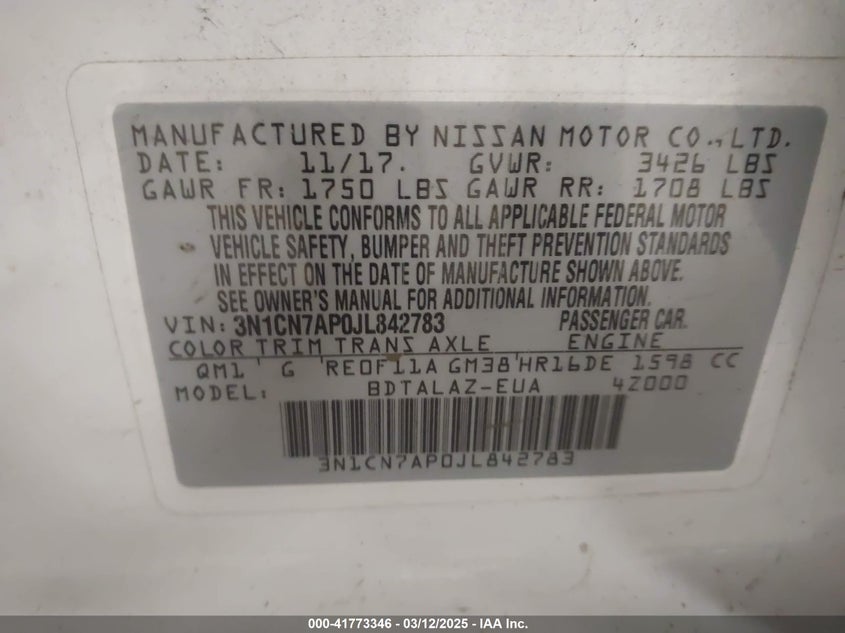 MANUFACTURED BY NISSAN MOTOR CO., LTD.
DATE: 11/17. GVWR: 3426 LBS
GAWR FR: 1750 LBS GAWR RR: 1708 LBS
THIS VEHICLE CONFORMS TO ALL APPLICABLE FEDERAL MOTOR
VEHICLE SAFETY, BUMPER AND THEFT PREVENTION STANDARDS
IN EFFECT ON THE DATE OF MANUFACTURE SHOWN ABOVE.
SEE OWNER'S MANUAL FOR ADDITIONAL INFORMATION.
VIN: 3N1CN7AP0JL842783 PASSENGER CAR.
COLOR TRIM TRANS AXLE ENGINE
QM1 ' G 'RE0F11A GM38'HR16DE 1598 CC
MODEL: BDTALAZ-EUA 4Z000
3N1CN7AP0JL842783
000-41773346 - 03/12/2025 - IAA Inc.